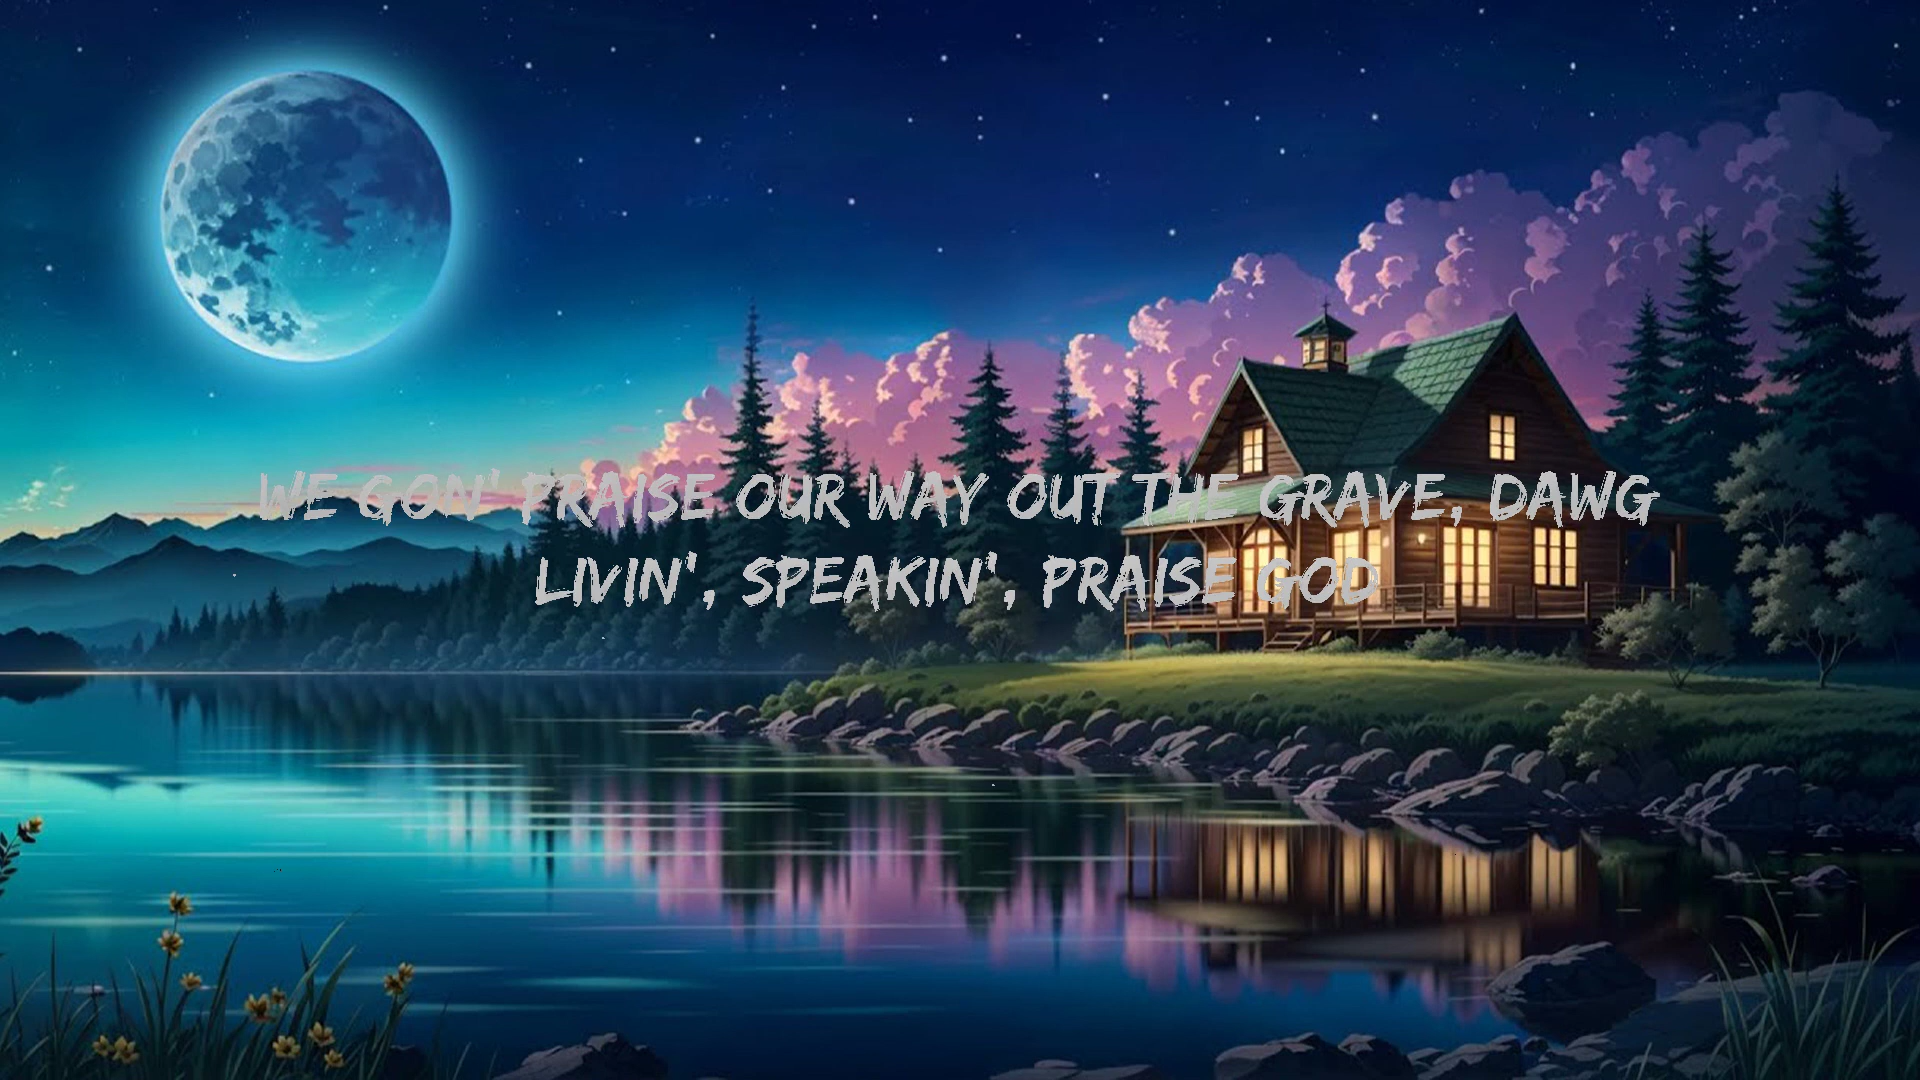 WE GON' PRAISE OUR WAY OUT THE GRAVE, DAWG
LIVIN', SPEAKIN', PRAISE GOD